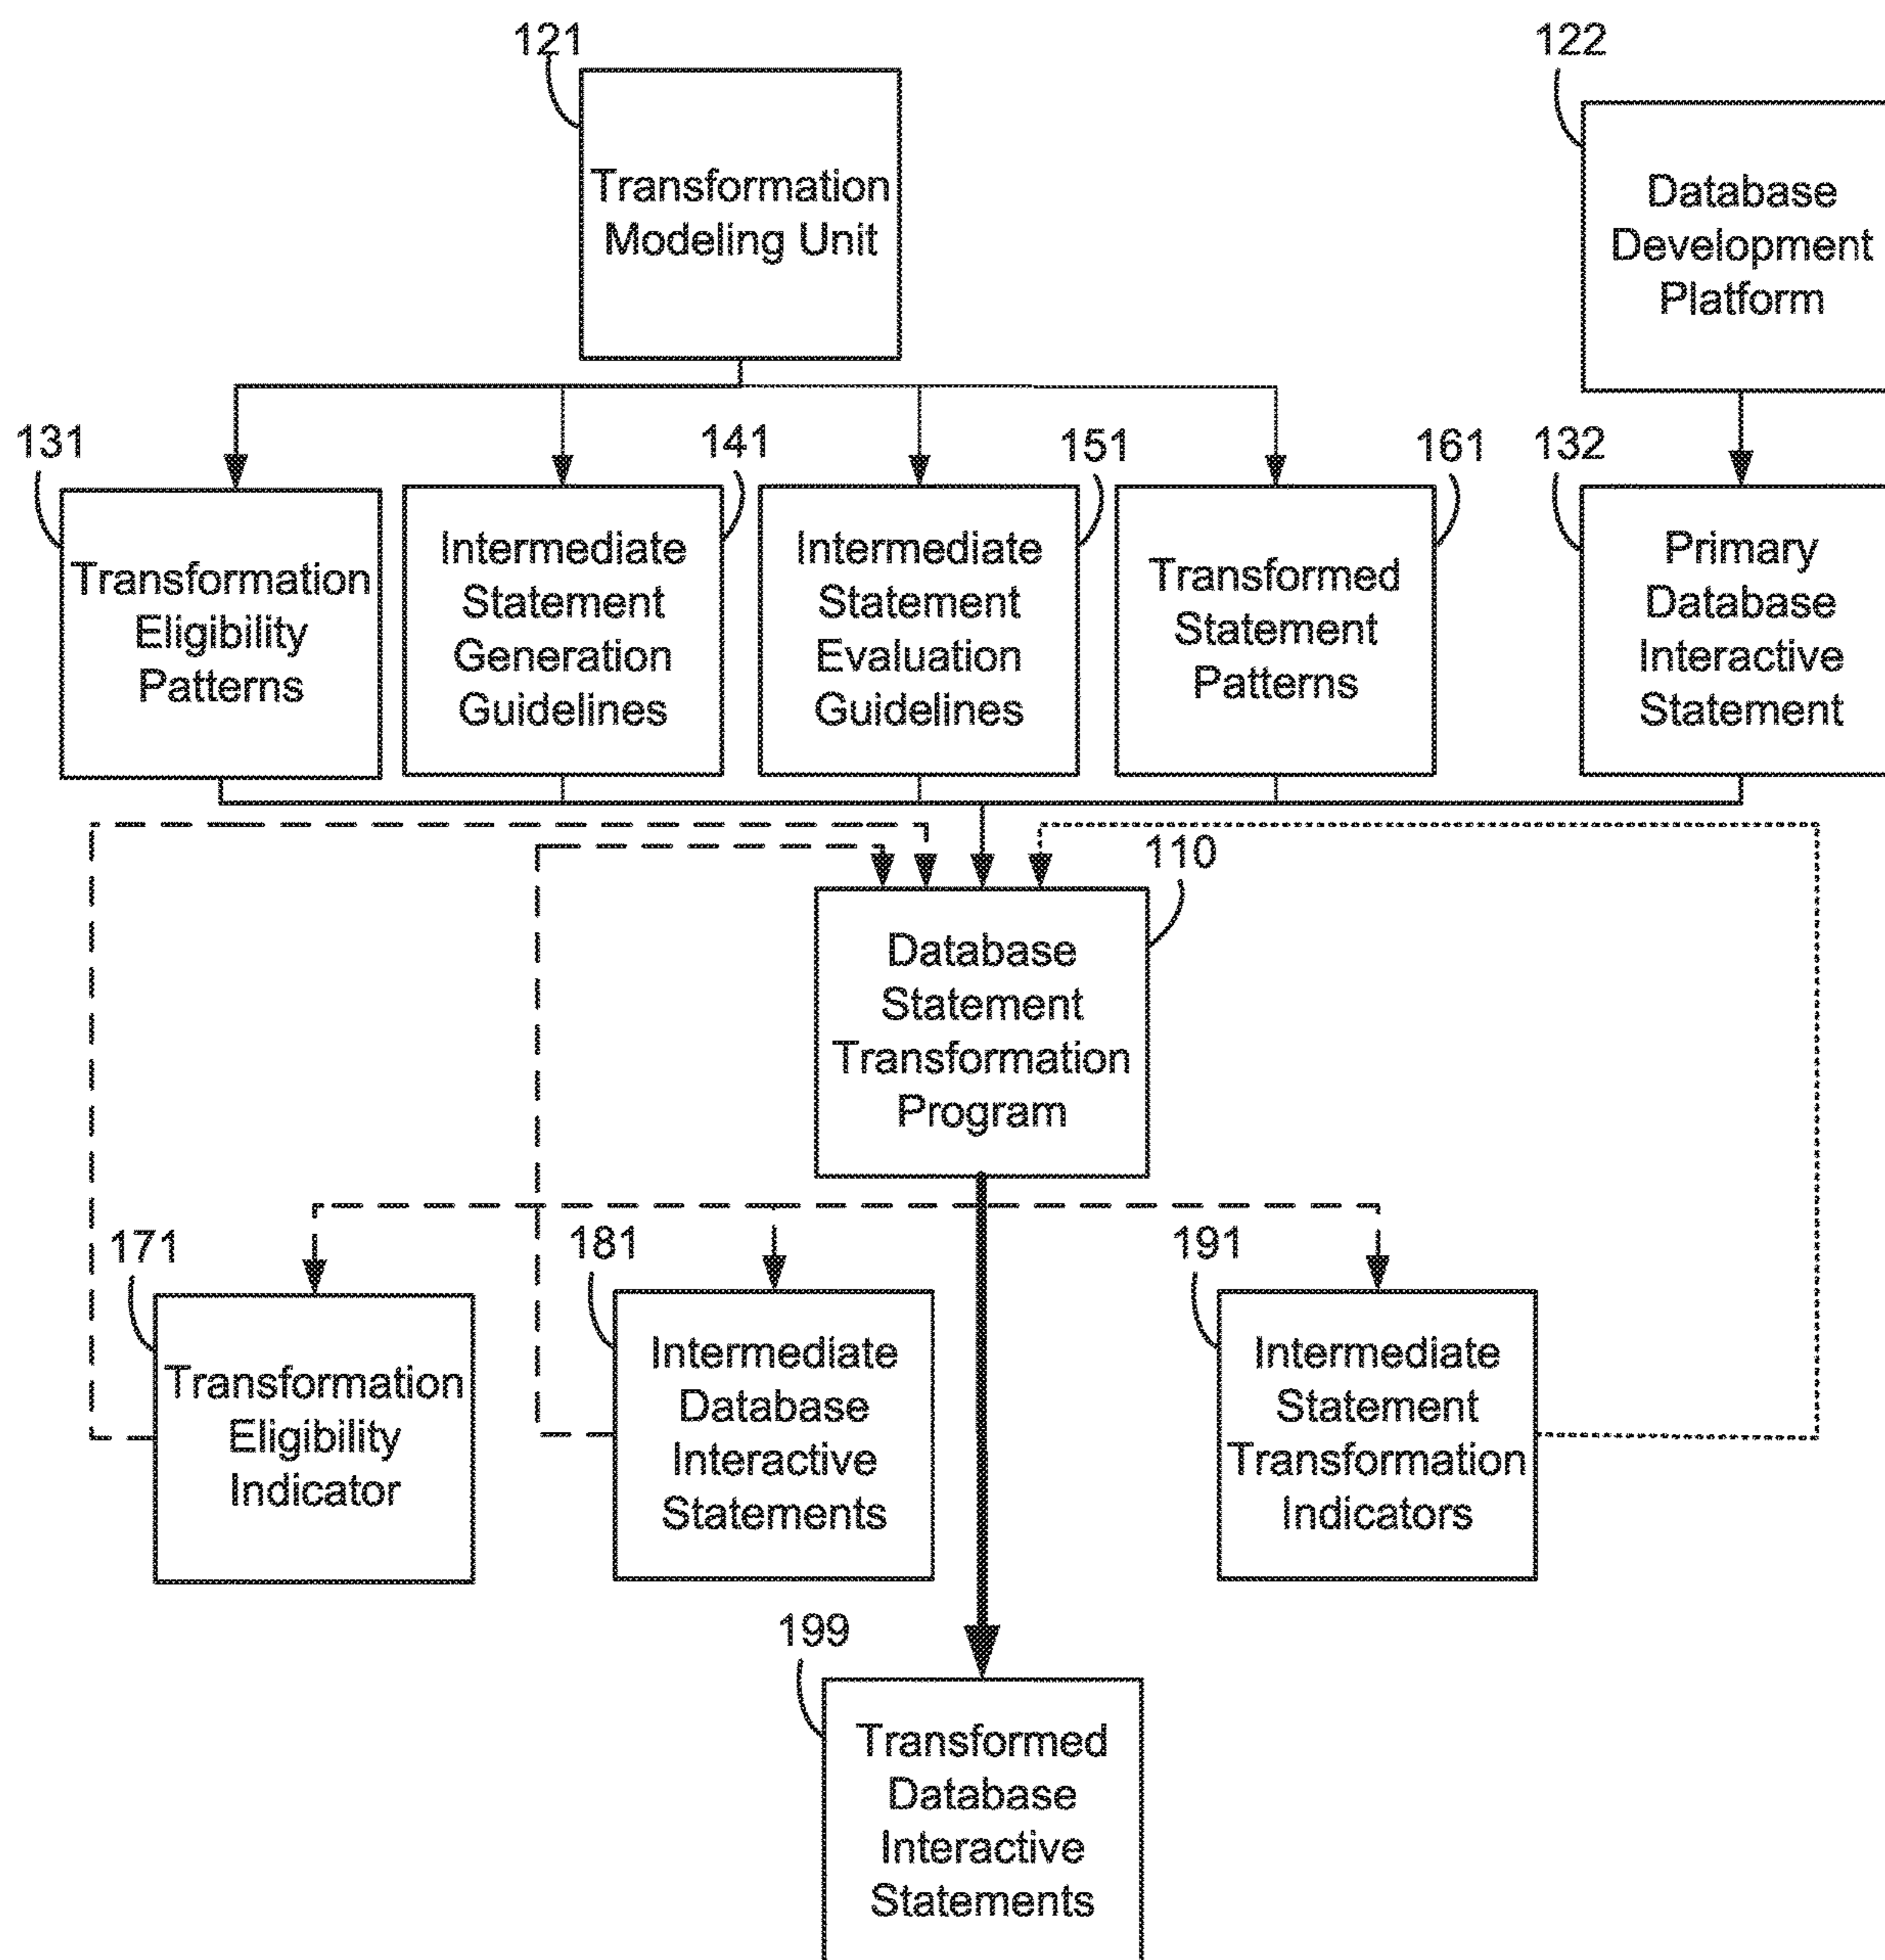 121
122
Transformation
Modeling Unit
Database
Development
Platform
131
141
151
161
132
Transformation
Eligibility
Patterns
Intermediate
Statement
Generation
Guidelines
Intermediate
Statement
Evaluation
Guidelines
Transformed
Statement
Patterns
Primary
Database
Interactive
Statement
110
Database
Statement
Transformation
Program
171
181
191
Transformation
Eligibility
Indicator
Intermediate
Database
Interactive
Statements
Intermediate
Statement
Transformation
Indicators
199
Transformed
Database
Interactive
Statements